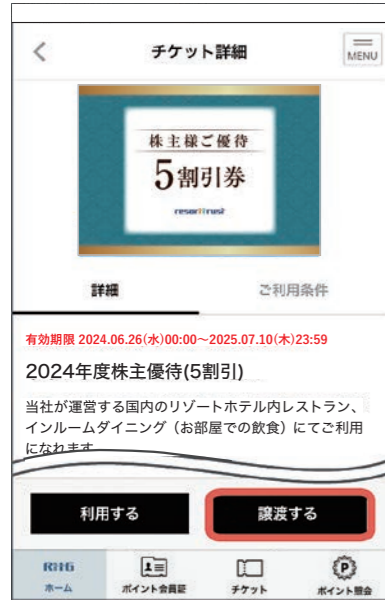 チケット詳細
MENU
株主様ご優待
5割引券
resorttrust
詳細
ご利用条件
有効期限 2024.06.26(水)00:00～2025.07.10(木)23:59
2024年度株主優待(5割引)
当社が運営する国内のリゾートホテル内レストラン、
インルームダイニング（お部屋での飲食）にてご利用
になれます
利用する
譲渡する
ホーム
ポイント会員証
チケット
P
ポイント照会